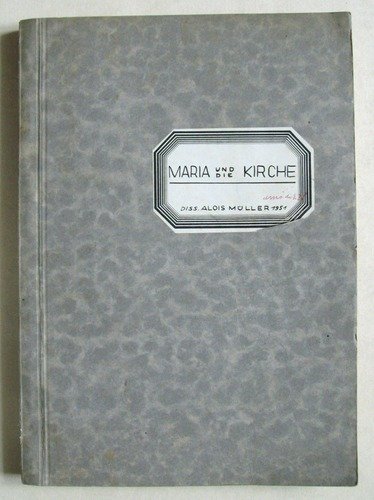 MARIA UND DIE KIRCHE
DISS. ALOIS MÜLLER 1951